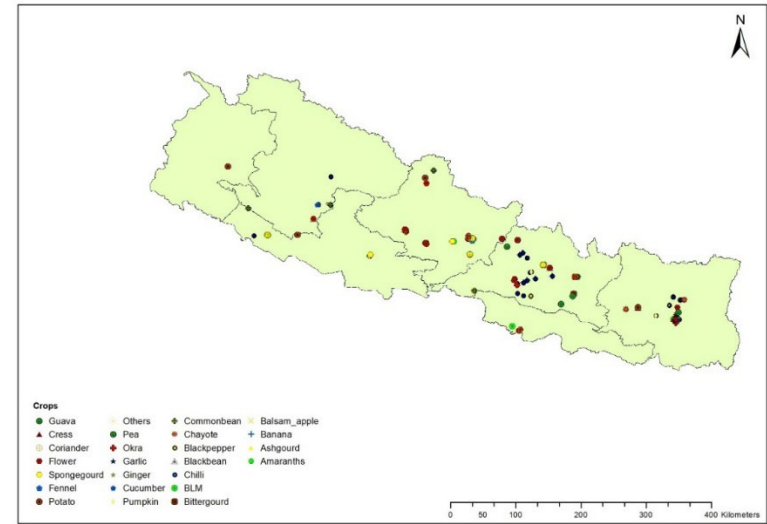 N
Crops
Guava
Cress
Coriander
Flower
Spongegourd
Fennel
Potato
Others
Pea
Okra
Garlic
Ginger
Cucumber
Pumpkin
Commonbean
Chayote
Blackpepper
Blackbean
Chilli
BLM
Bittergourd
Balsam_apple
Banana
Ashgourd
Amaranths
0 50 100 200 300 400 Kilometers